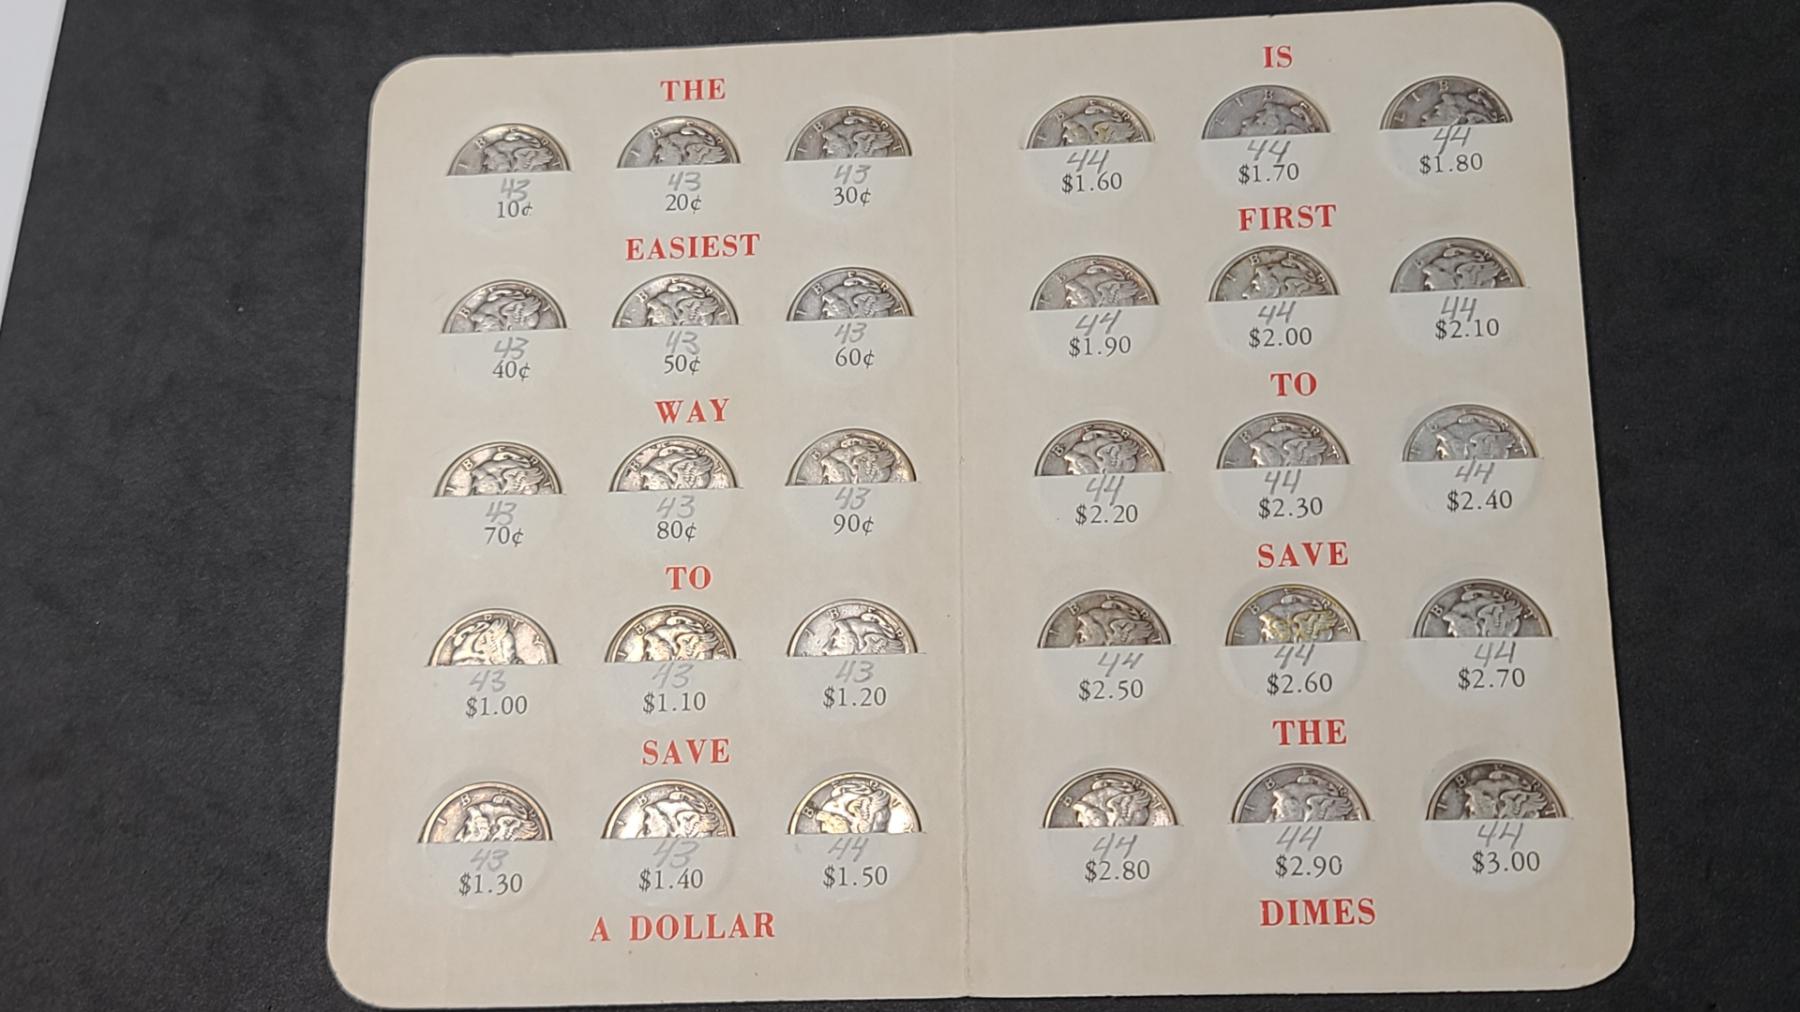 THE
43 43 43
10¢ 20¢ 30¢
EASIEST
43 43 43
40¢ 50¢ 60¢
WAY
43 43 43
70¢ 80¢ 90¢
TO
43 43 43
$1.00 $1.10 $1.20
SAVE
43 43 44
$1.30 $1.40 $1.50
A DOLLAR
IS
44 44 44
$1.60 $1.70 $1.80
FIRST
44 44 44
$1.90 $2.00 $2.10
TO
44 44 44
$2.20 $2.30 $2.40
SAVE
44 44 44
$2.50 $2.60 $2.70
THE
44 44 44
$2.80 $2.90 $3.00
DIMES